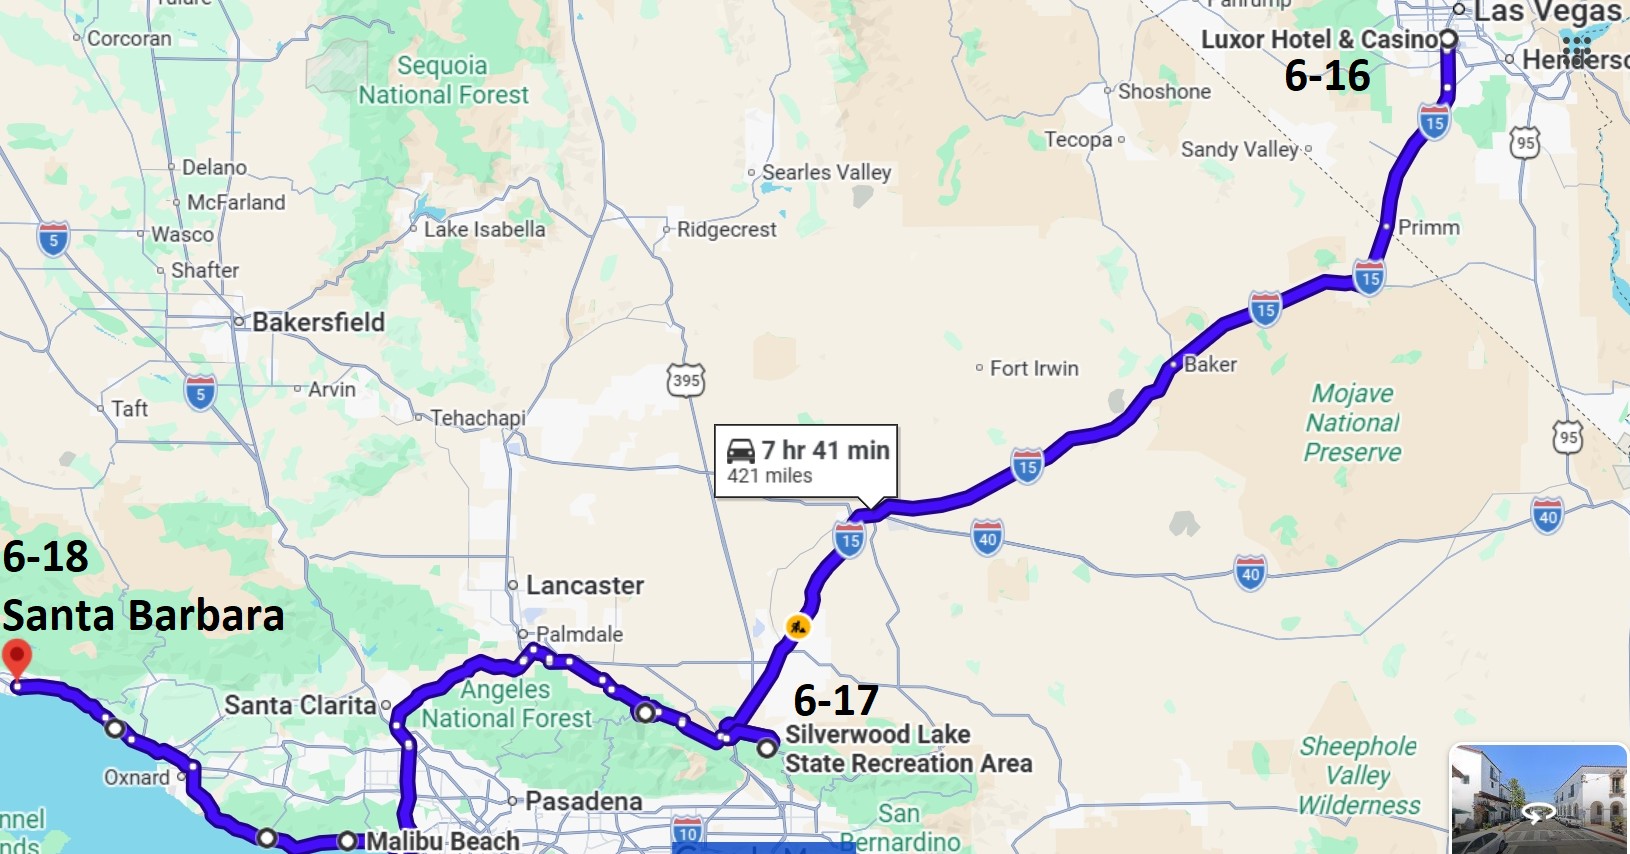 Tulare
Pahrump
Las Vegas
Corcoran
Luxor Hotel & Casino
6-16
Sequoia
National Forest
Shoshone
15
Tecopa
Sandy Valley
95
Delano
Searles Valley
McFarland
Wasco
Lake Isabella
Ridgecrest
Primm
5
Shafter
15
15
Bakersfield
Fort Irwin
Baker
395
5
Arvin
Taft
Tehachapi
Mojave
National
Preserve
95
7 hr 41 min
421 miles
15
15
40
40
40
6-18
Santa Barbara
Lancaster
Palmdale
Santa Clarita
Angeles
National Forest
6-17
Silverwood Lake
State Recreation Area
Sheephole
Valley
Wilderness
Oxnard
Pasadena
Malibu Beach
10
San
Bernardino